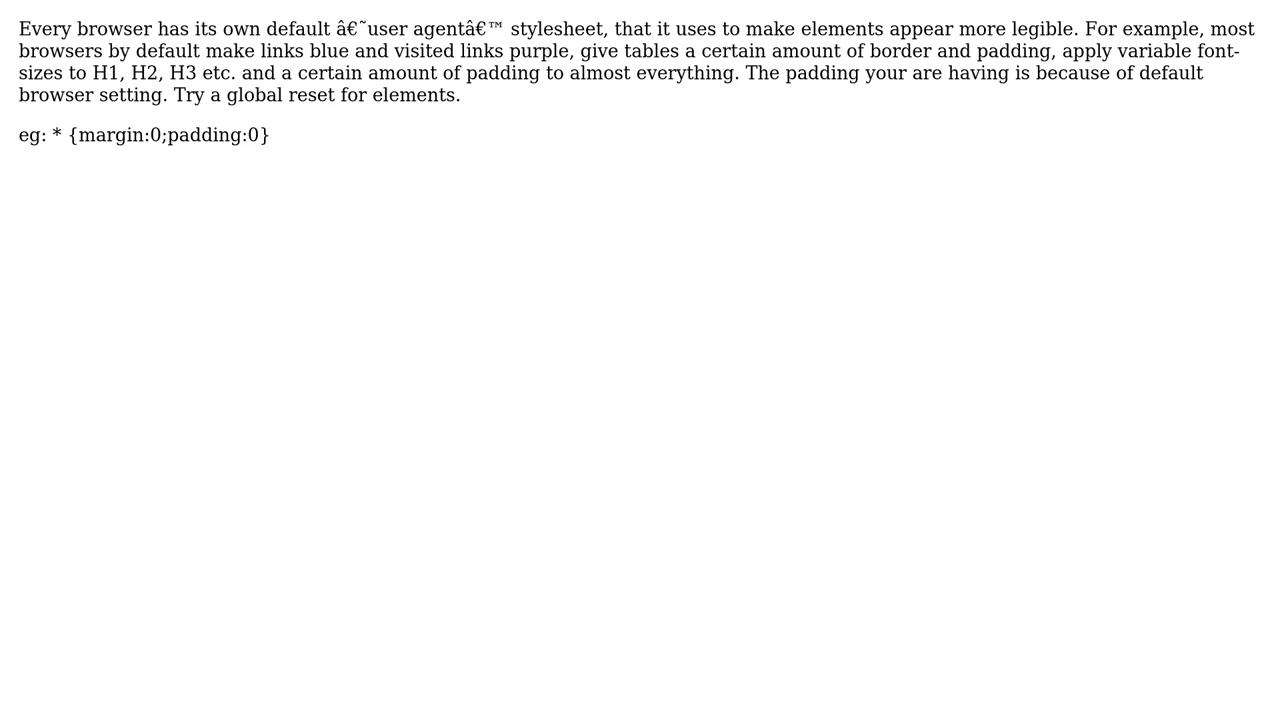 Every browser has its own default â€˜user agentâ€™ stylesheet, that it uses to make elements appear more legible. For example, most
browsers by default make links blue and visited links purple, give tables a certain amount of border and padding, apply variable font-
sizes to H1, H2, H3 etc. and a certain amount of padding to almost everything. The padding your are having is because of default
browser setting. Try a global reset for elements.
eg: * {margin:0;padding:0}